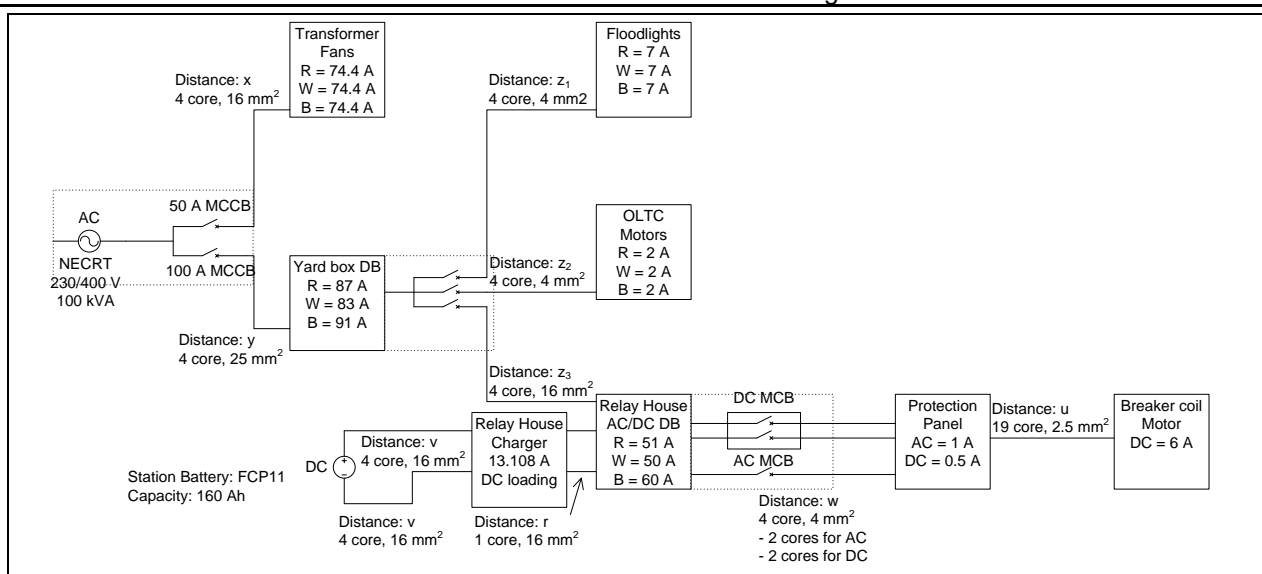 Transformer
Fans
R = 74.4 A
W = 74.4 A
B = 74.4 A
Floodlights
R = 7 A
W = 7 A
B = 7 A
Distance: x
4 core, 16 mm²
Distance: z₁
4 core, 4 mm2
50 A MCCB
AC
NECRT
230/400 V
100 kVA
100 A MCCB
Yard box DB
R = 87 A
W = 83 A
B = 91 A
Distance: z₂
4 core, 4 mm²
OLTC
Motors
R = 2 A
W = 2 A
B = 2 A
Distance: y
4 core, 25 mm²
Distance: z₃
4 core, 16 mm²
Station Battery: FCP11
Capacity: 160 Ah
DC
Distance: v
4 core, 16 mm²
Distance: v
4 core, 16 mm²
Relay House
Charger
13.108 A
DC loading
Distance: r
1 core, 16 mm²
Relay House
AC/DC DB
R = 51 A
W = 50 A
B = 60 A
DC MCB
AC MCB
Distance: w
4 core, 4 mm²
- 2 cores for AC
- 2 cores for DC
Protection
Panel
AC = 1 A
DC = 0.5 A
Distance: u
19 core, 2.5 mm²
Breaker coil
Motor
DC = 6 A